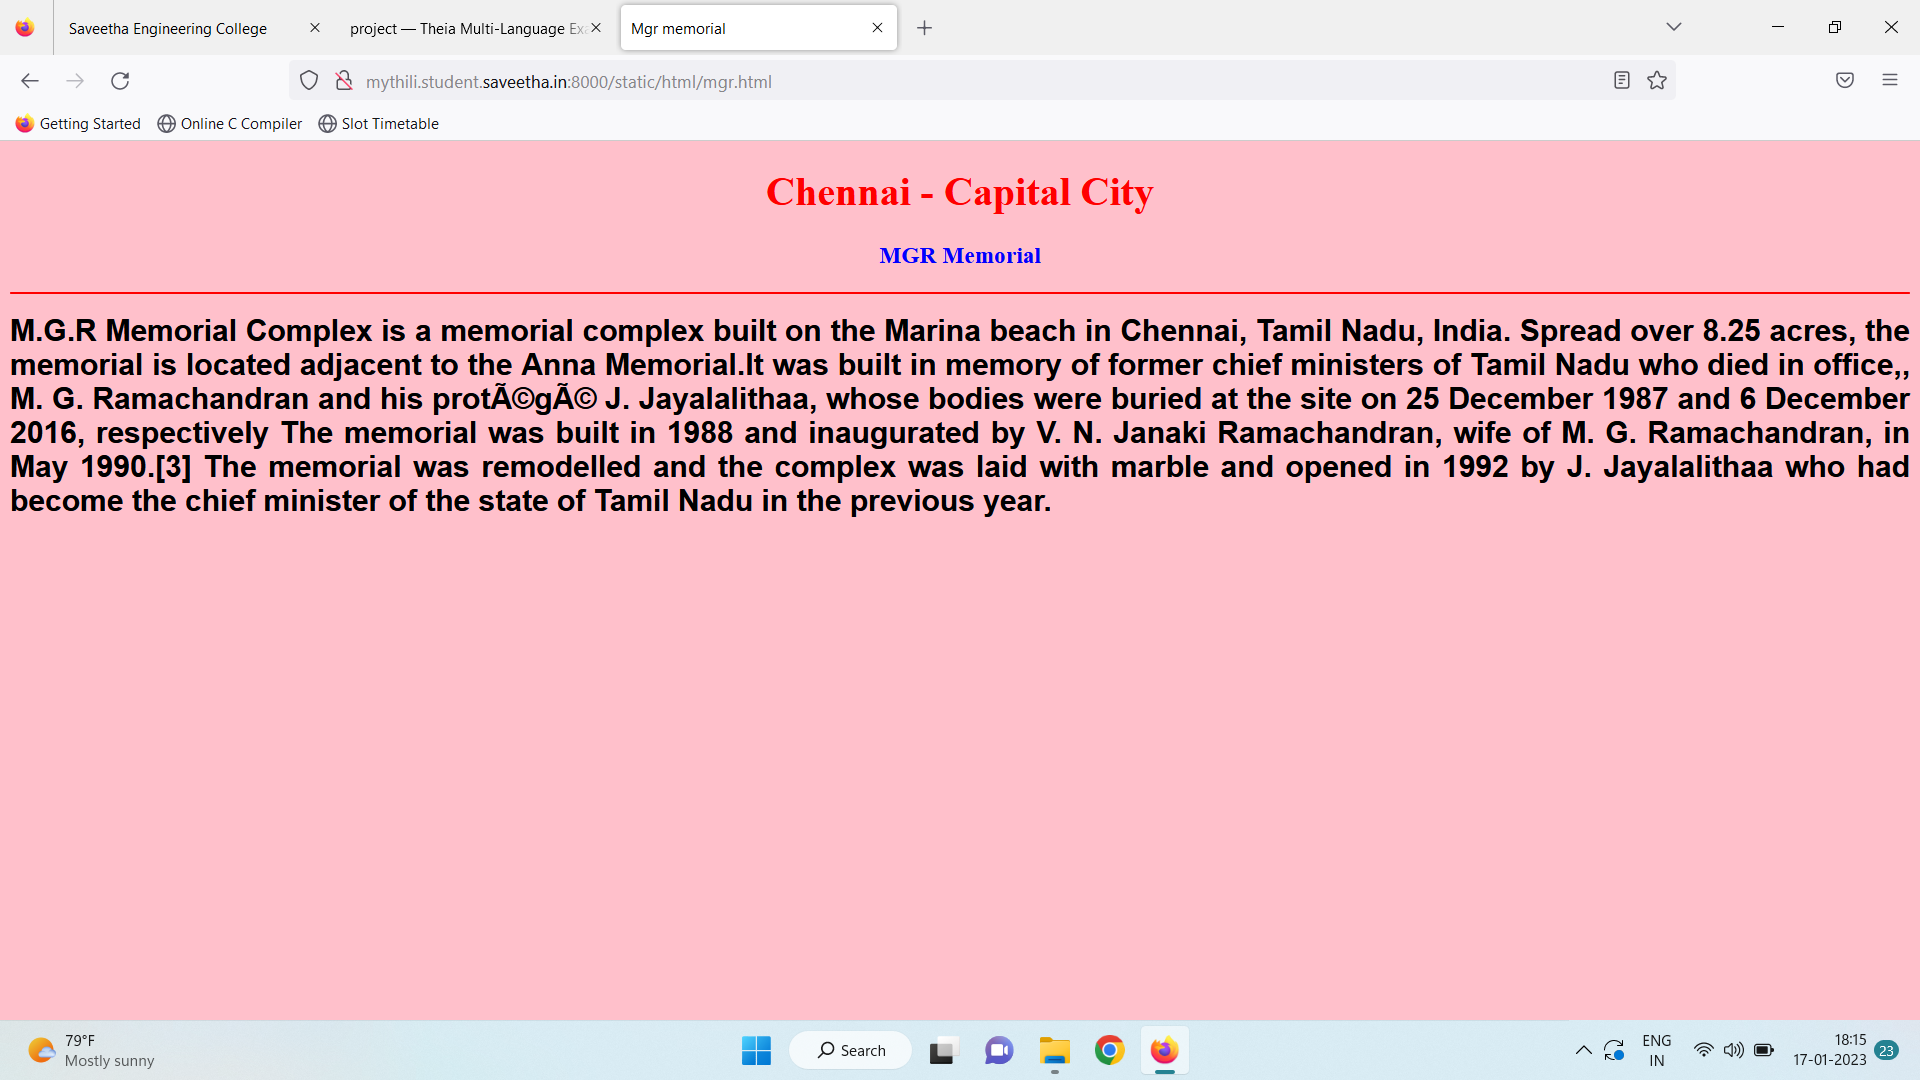 Saveetha Engineering College
project — Theia Multi-Language Ex
Mgr memorial
mythili.student.saveetha.in:8000/static/html/mgr.html
Getting Started
Online C Compiler
Slot Timetable
Chennai - Capital City
MGR Memorial
M.G.R Memorial Complex is a memorial complex built on the Marina beach in Chennai, Tamil Nadu, India. Spread over 8.25 acres, the
memorial is located adjacent to the Anna Memorial.It was built in memory of former chief ministers of Tamil Nadu who died in office,,
M. G. Ramachandran and his protÃ©gÃ© J. Jayalalithaa, whose bodies were buried at the site on 25 December 1987 and 6 December
2016, respectively The memorial was built in 1988 and inaugurated by V. N. Janaki Ramachandran, wife of M. G. Ramachandran, in
May 1990.[3] The memorial was remodelled and the complex was laid with marble and opened in 1992 by J. Jayalalithaa who had
become the chief minister of the state of Tamil Nadu in the previous year.
79°F
Mostly sunny
Search
ENG
IN
18:15
17-01-2023
23